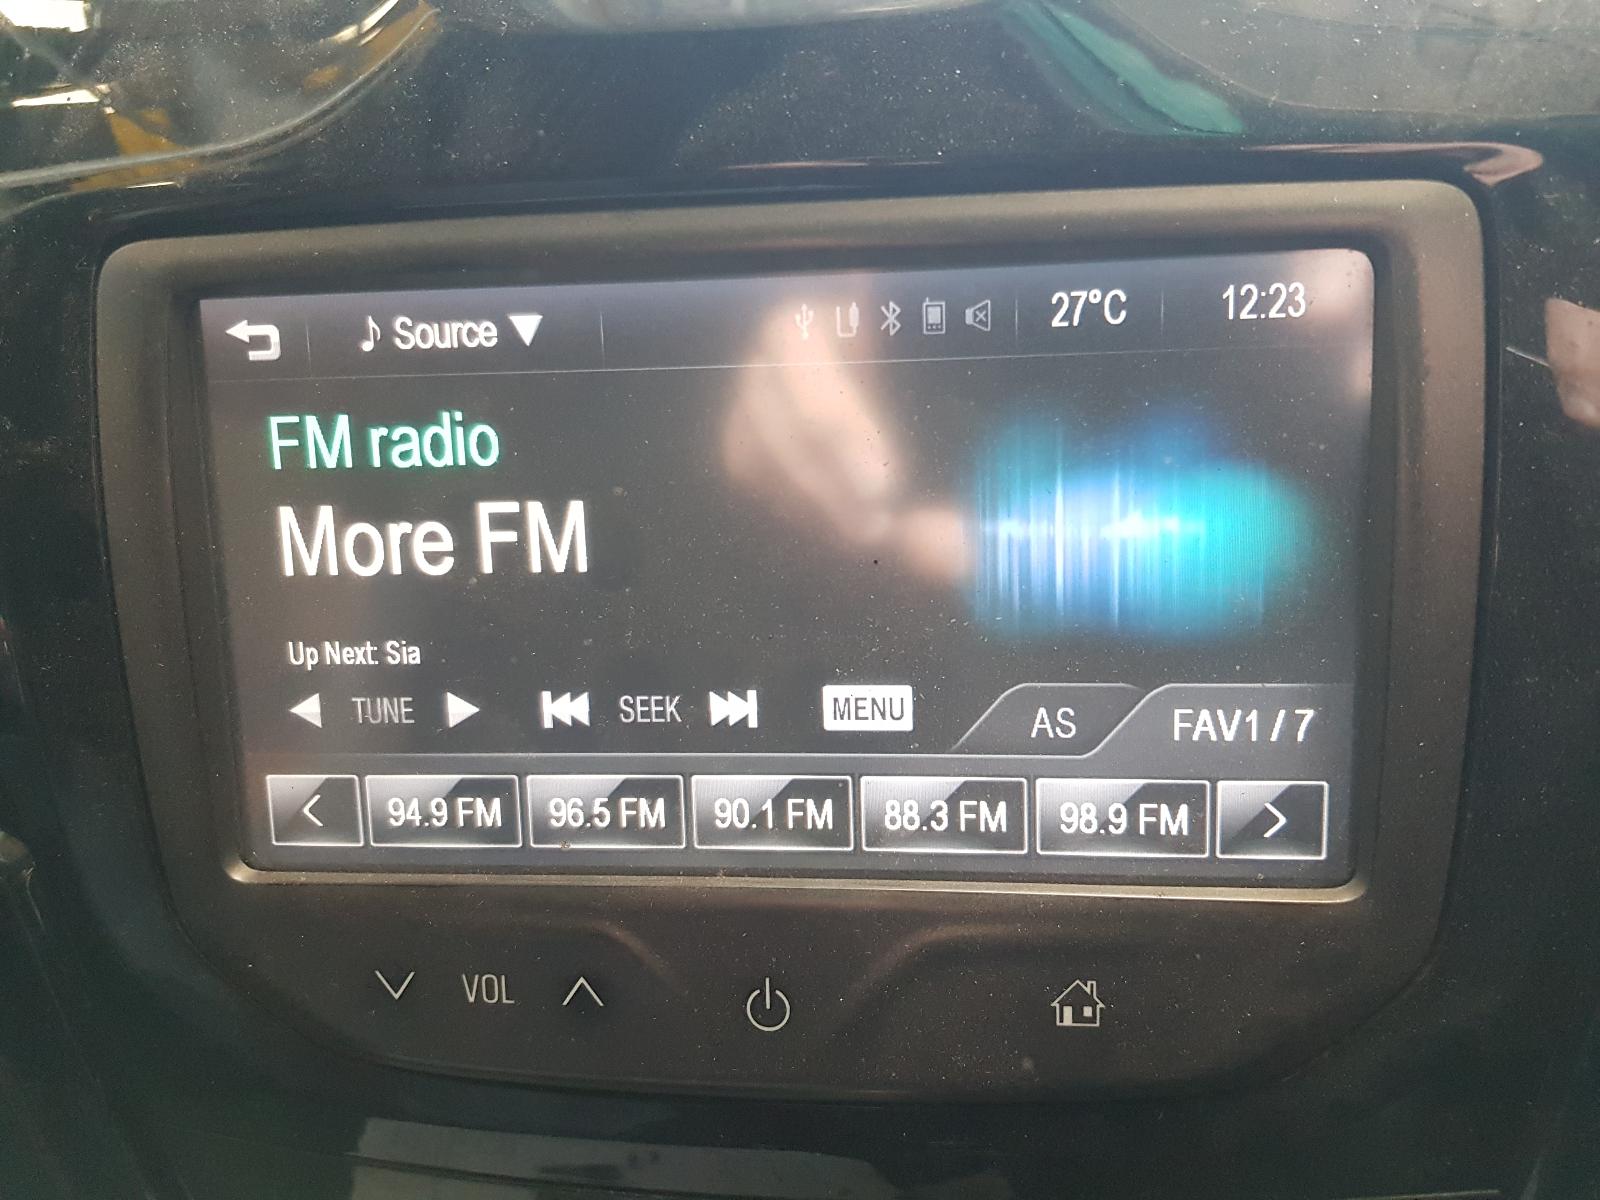 Source 27°C 12:23
FM radio
More FM
Up Next: Sia
TUNE SEEK MENU AS FAV1 / 7
< 94.9 FM 96.5 FM 90.1 FM 88.3 FM 98.9 FM >
VOL